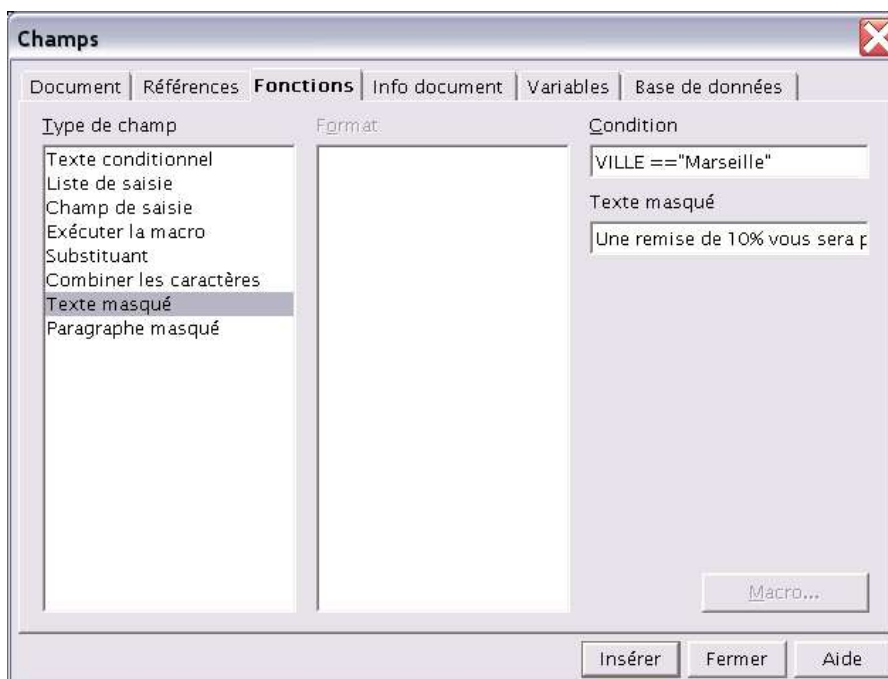 Champs
Document Références Fonctions Info document Variables Base de données
Type de champ
Texte conditionnel
Liste de saisie
Champ de saisie
Exécuter la macro
Substituant
Combiner les caractères
Texte masqué
Paragraphe masqué
Format
Condition
VILLE =="Marseille"
Texte masqué
Une remise de 10% vous sera p
Macro...
Insérer Fermer Aide